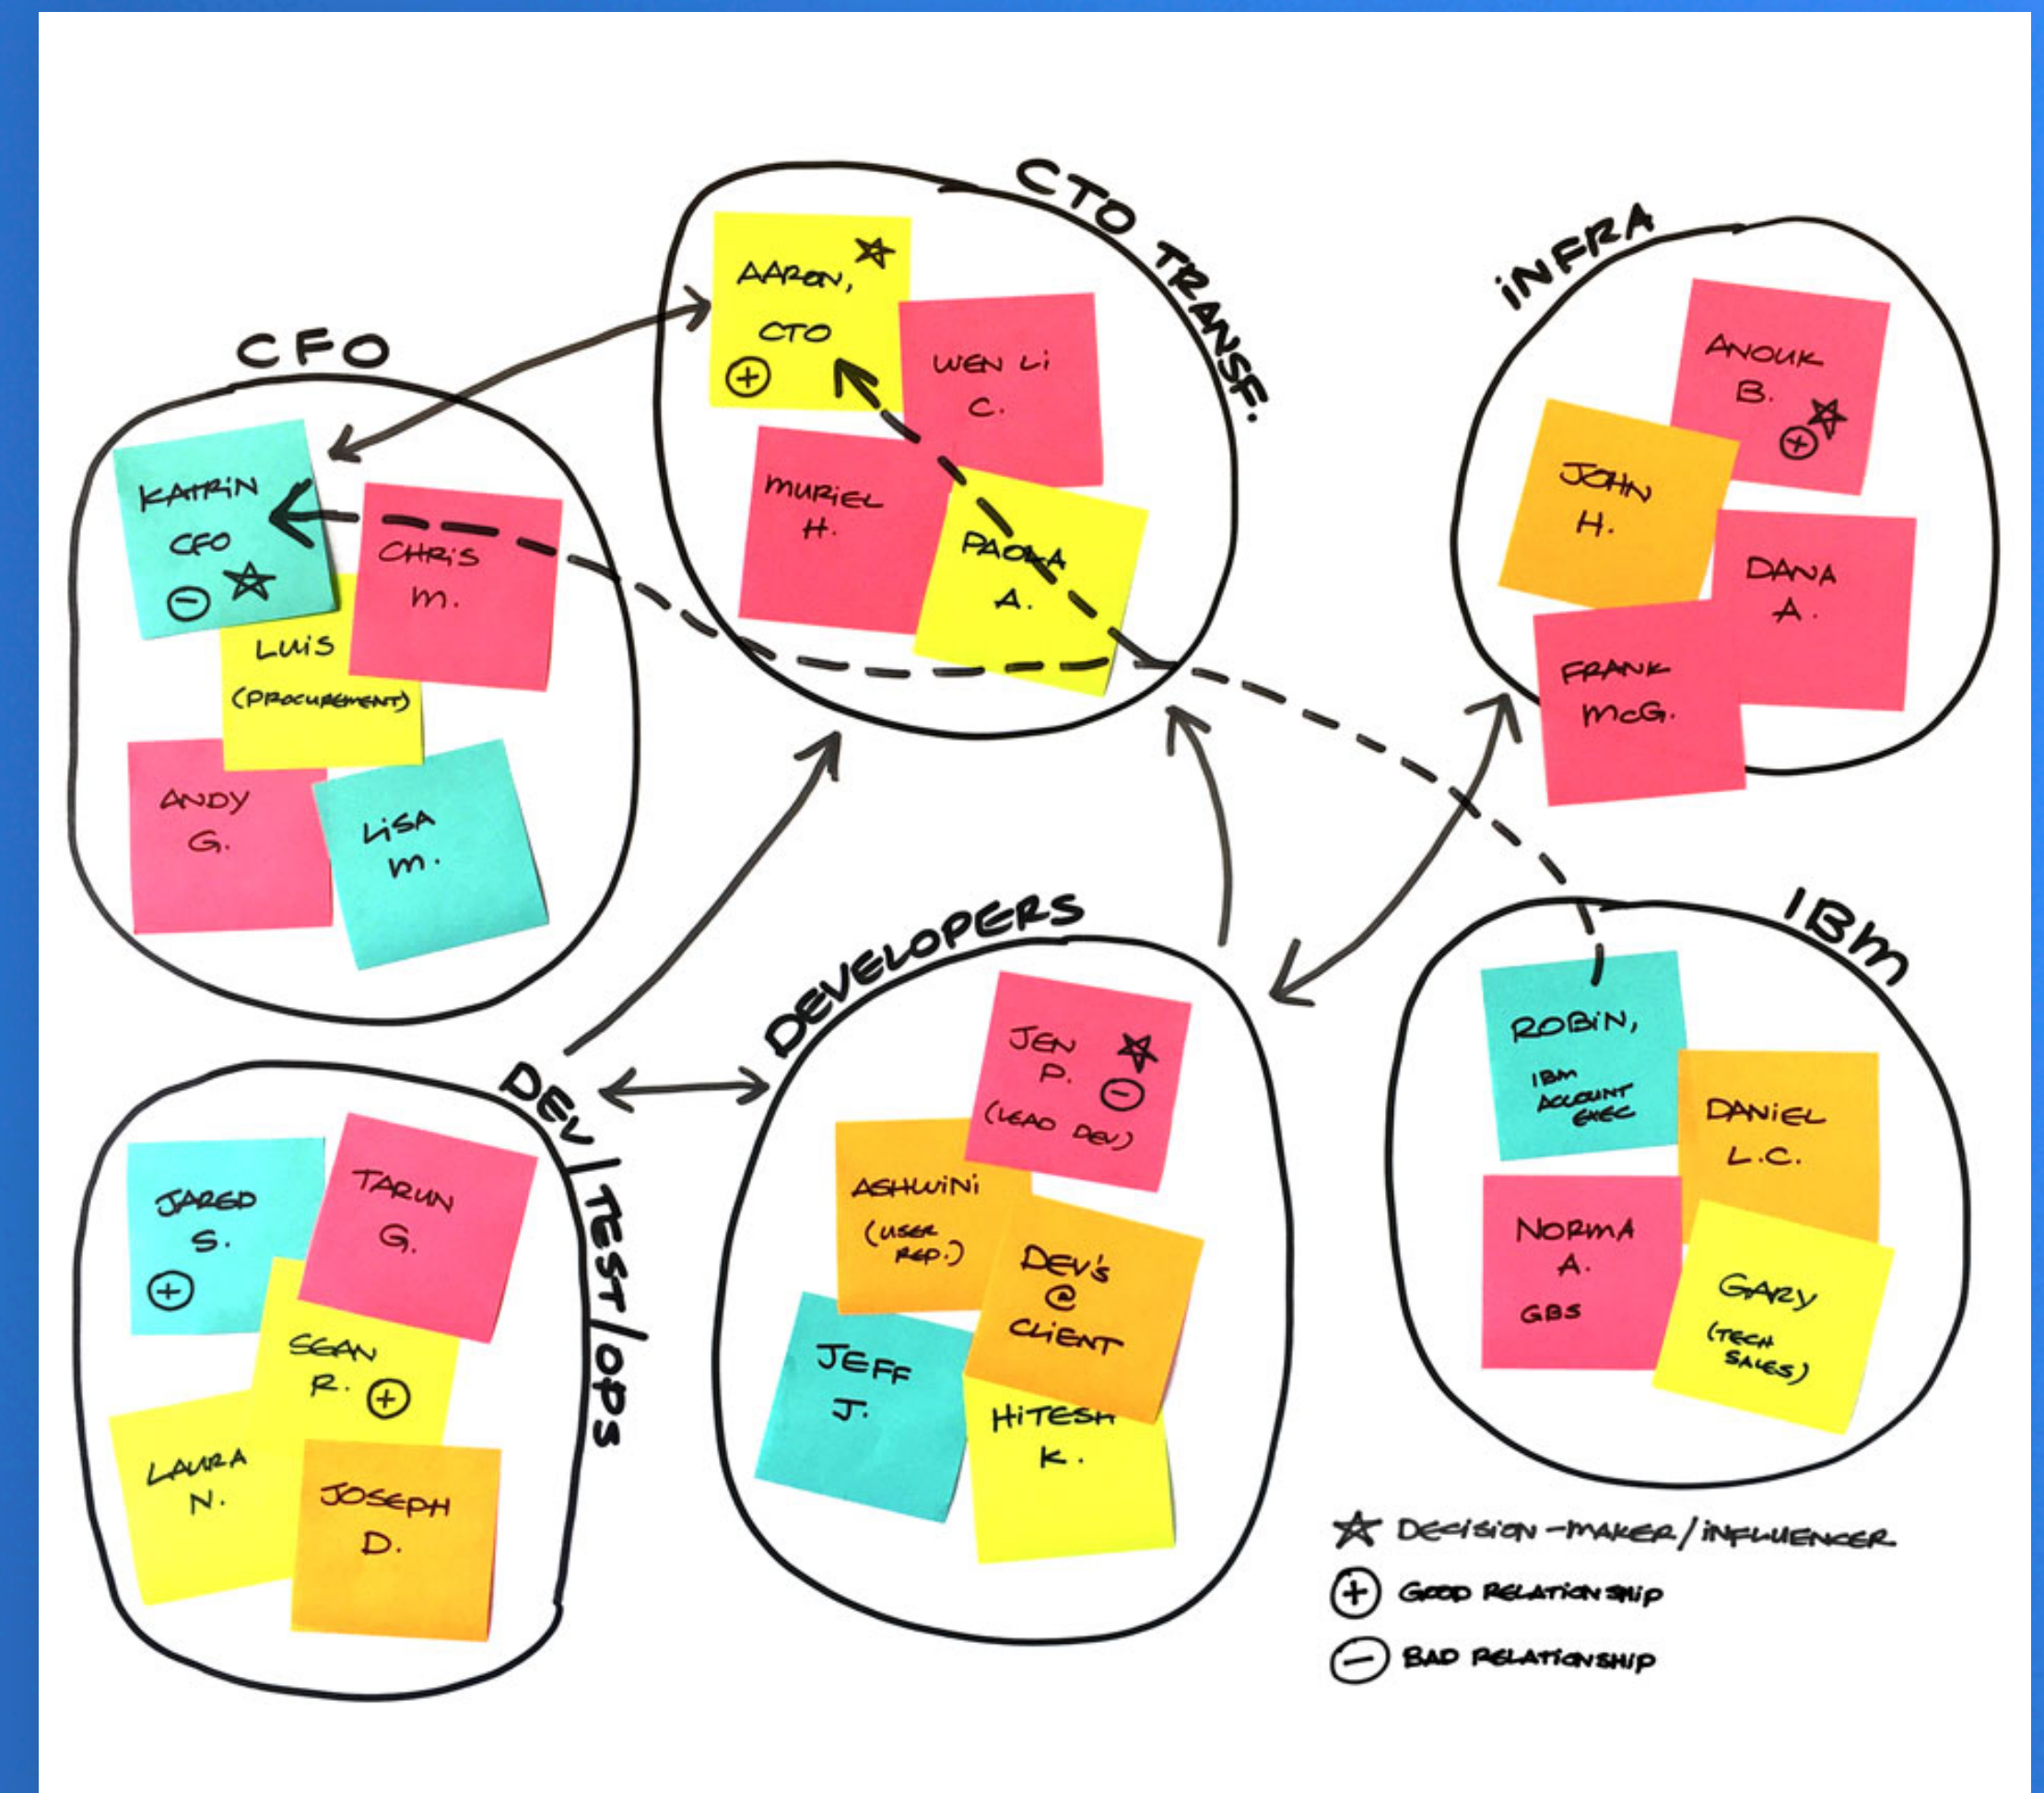 CFO
KATRIN
CFO
CHRIS
M.
LUIS
(PROCUREMENT)
ANDY
G.
LISA
M.
CTO TRANSF.
AARON,
CTO
WEN LI
C.
MURIEL
H.
PAOLA
A.
INFRA
ANOUK
B.
JOHN
H.
DANA
A.
FRANK
McG.
DEV/TEST/OPS
JARED
S.
TARUN
G.
SEAN
R.
LAURA
N.
JOSEPH
D.
DEVELOPERS
JEN
P.
(LEAD DEV)
ASHWINI
(USER
REP.)
DEV'S
@
CLIENT
JEFF
J.
HITESH
K.
IBM
ROBIN,
IBM
ACCOUNT
EXEC
DANIEL
L.C.
NORMA
A.
GBS
GARY
(TECH
SALES)
DECISION-MAKER/INFLUENCER
GOOD RELATIONSHIP
BAD RELATIONSHIP